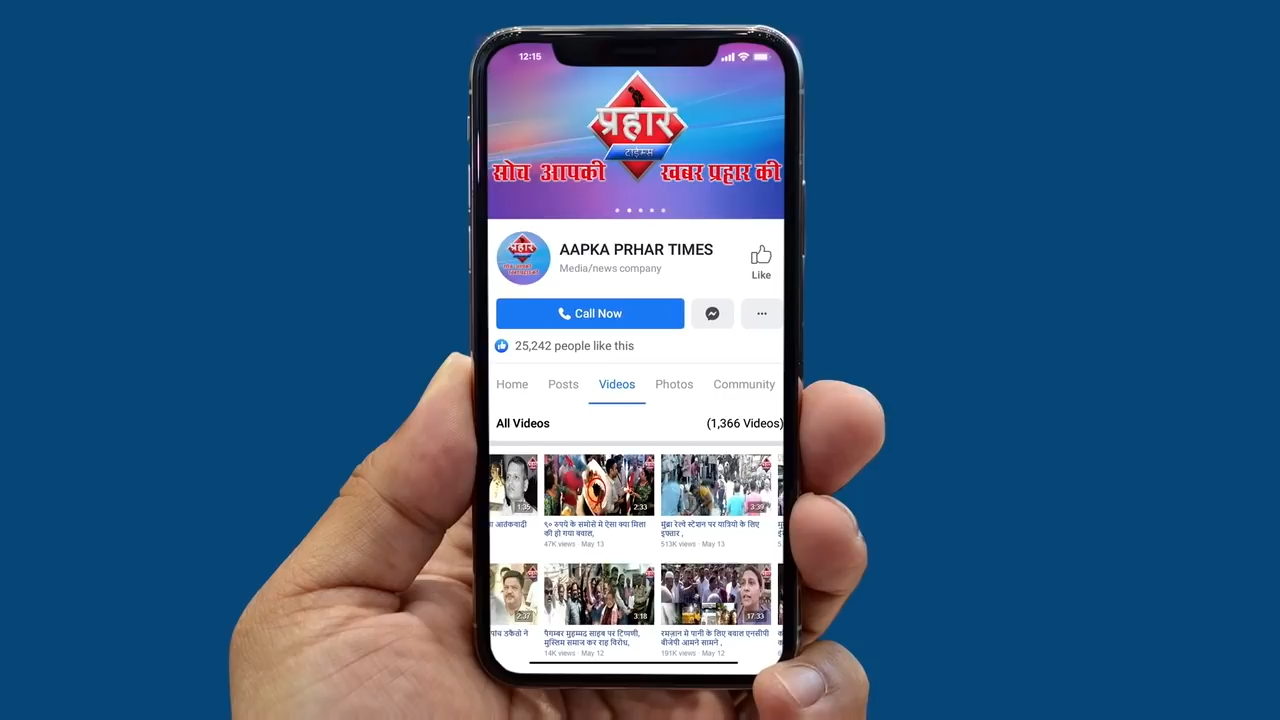 12:15
प्रहार
टाईम्स
सोच आपकी
खबर प्रहार की
प्रहार
AAPKA PRHAR TIMES
Media/news company
Like
Call Now
25,242 people like this
Home Posts Videos Photos Community
All Videos
(1,366 Videos)
1:35
2:33
3:39
आतंकवादी
९० रुपये के समोसे मे ऐसा क्या मिला
की हो गया बवाल,
47K views · May 13
मुंब्रा रेल्वे स्टेशन पर यात्रियो के लिए
इफ्तार ,
513K views · May 13
2:37
3:18
17:33
पांच डकैतो ने
पैगम्बर मुहम्मद साहब पर टिप्पणी,
मुस्लिम समाज कर राह विरोध,
14K views · May 12
रमज़ान मे पानी के लिए बवाल एनसीपी
बीजेपी आमने सामने ,
191K views · May 12